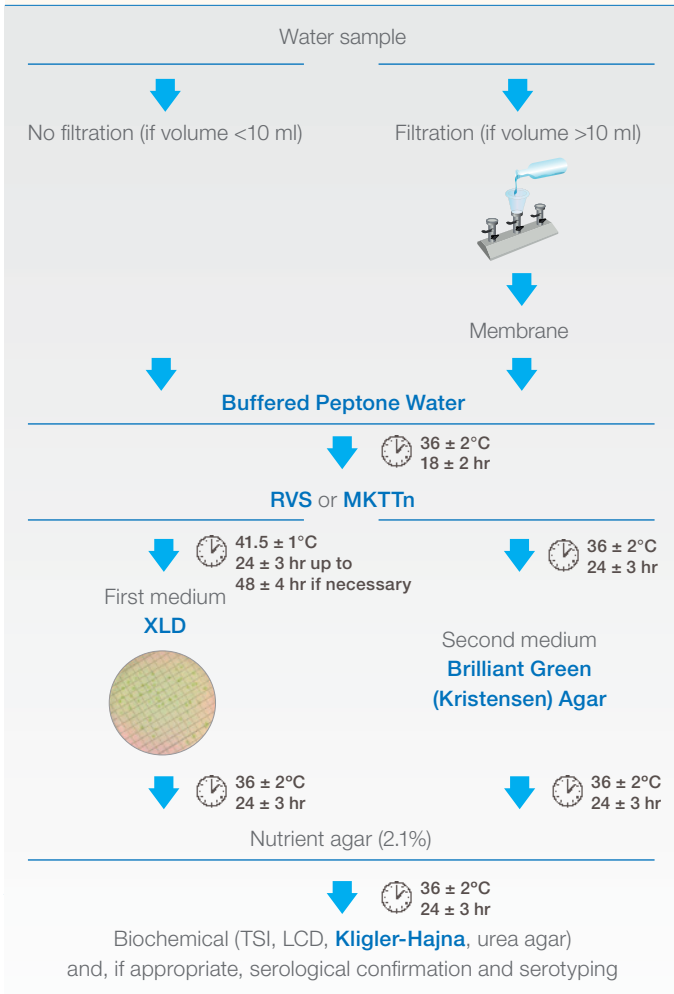 Water sample
No filtration (if volume <10 ml)
Filtration (if volume >10 ml)
Membrane
Buffered Peptone Water
36 ± 2°C
18 ± 2 hr
RVS or MKTTn
41.5 ± 1°C
24 ± 3 hr up to
48 ± 4 hr if necessary
36 ± 2°C
24 ± 3 hr
First medium
XLD
Second medium
Brilliant Green
(Kristensen) Agar
36 ± 2°C
24 ± 3 hr
36 ± 2°C
24 ± 3 hr
Nutrient agar (2.1%)
36 ± 2°C
24 ± 3 hr
Biochemical (TSI, LCD, Kligler-Hajna, urea agar)
and, if appropriate, serological confirmation and serotyping